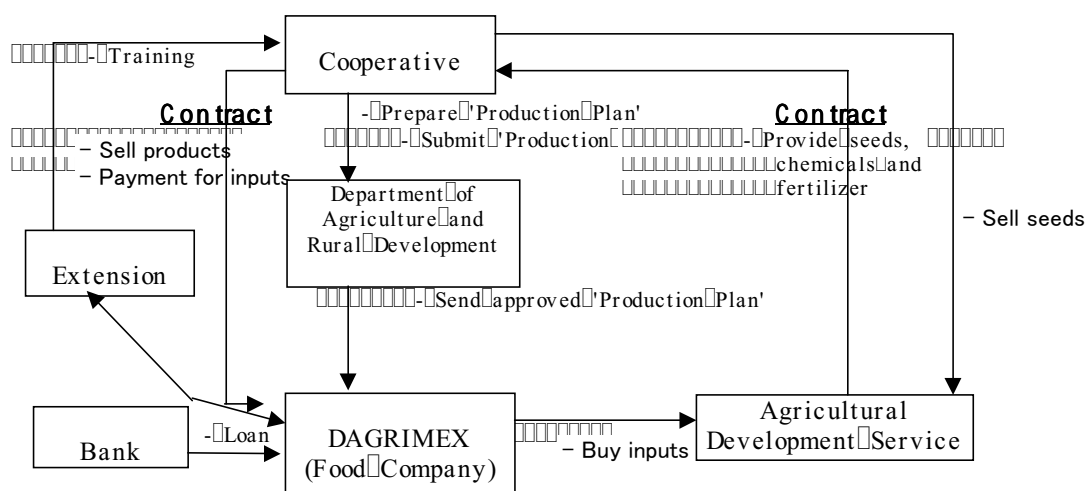 Cooperative
- Training
Contract
- Sell products
- Payment for inputs
- Prepare 'Production Plan'
- Submit 'Production
Contract
- Provide seeds,
chemicals and
fertilizer
- Sell seeds
Department of
Agriculture and
Rural Development
Extension
- Send approved 'Production Plan'
Bank
- Loan
DAGRIMEX
(Food Company)
- Buy inputs
Agricultural
Development Service